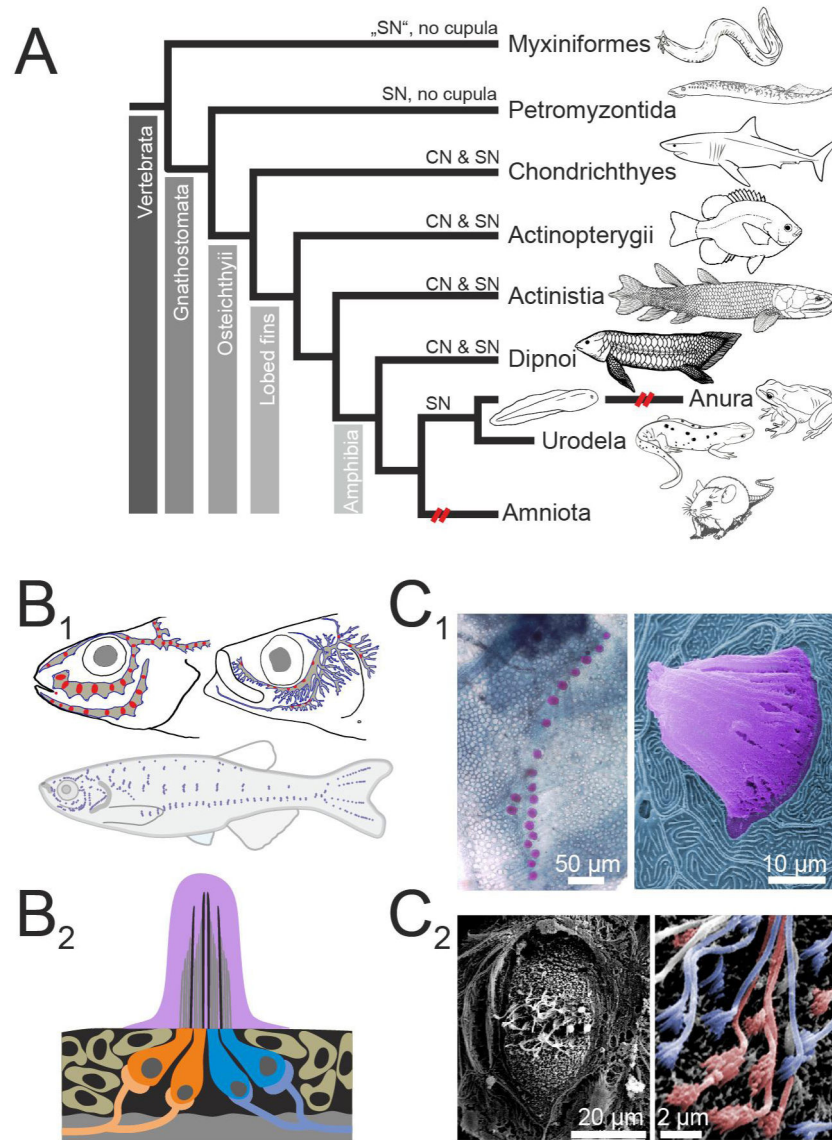 A
„SN“, no cupula
Myxiniformes
SN, no cupula
Petromyzontida
CN & SN
Chondrichthyes
CN & SN
Actinopterygii
CN & SN
Actinistia
CN & SN
Dipnoi
SN
Anura
Urodela
Amniota
Vertebrata
Gnathostomata
Osteichthyii
Lobed fins
Amphibia
B1
C1
50 µm
10 µm
B2
C2
20 µm
2 µm